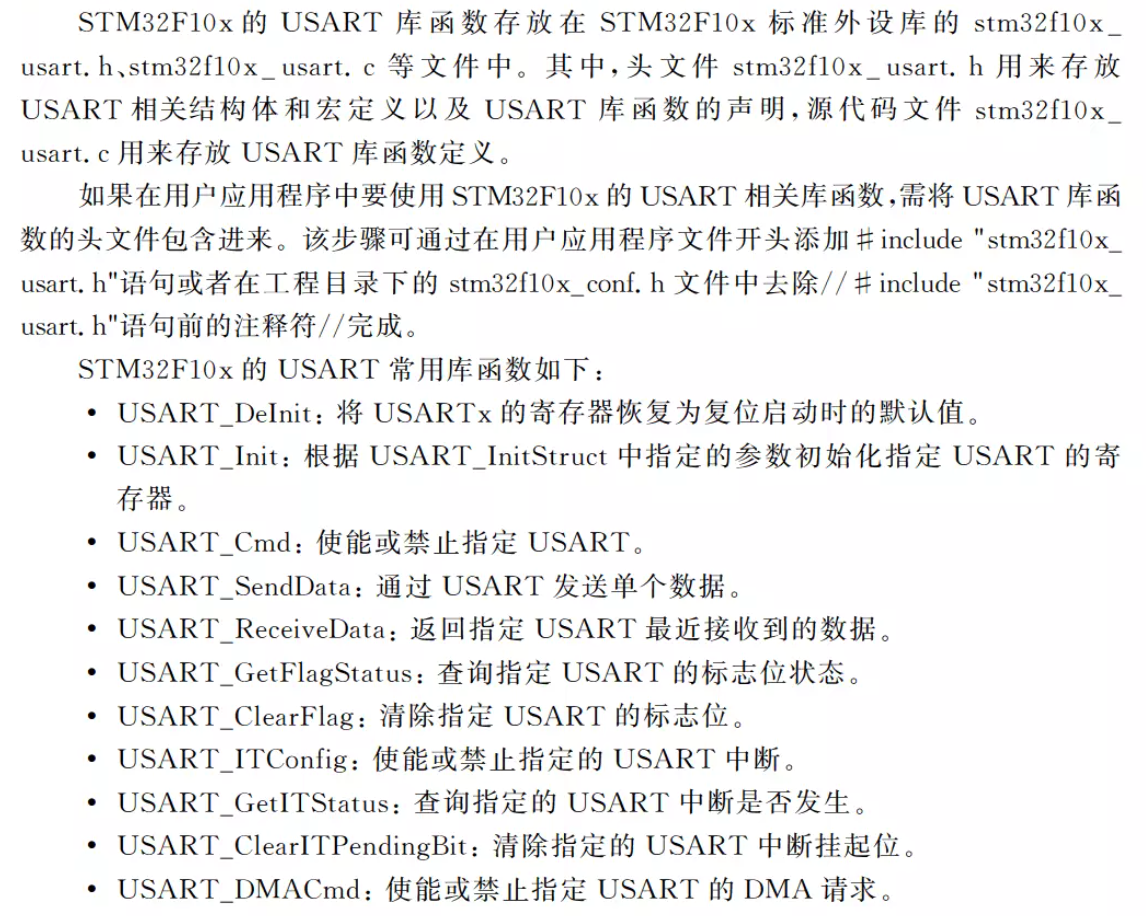 STM32F10x 的 USART 库函数存放在 STM32F10x 标准外设库的 stm32f10x_
usart.h、stm32f10x_usart.c 等文件中。其中,头文件 stm32f10x_usart.h 用来存放
USART 相关结构体和宏定义以及 USART 库函数的声明,源代码文件 stm32f10x_
usart.c 用来存放 USART 库函数定义。
如果在用户应用程序中要使用 STM32F10x 的 USART 相关库函数,需将 USART 库函
数的头文件包含进来。该步骤可通过在用户应用程序文件开头添加 #include "stm32f10x_
usart.h"语句或者在工程目录下的 stm32f10x_conf.h 文件中去除//#include "stm32f10x_
usart.h"语句前的注释符//完成。
STM32F10x 的 USART 常用库函数如下:
• USART_DeInit: 将 USARTx 的寄存器恢复为复位启动时的默认值。
• USART_Init: 根据 USART_InitStruct 中指定的参数初始化指定 USART 的寄
存器。
• USART_Cmd: 使能或禁止指定 USART。
• USART_SendData: 通过 USART 发送单个数据。
• USART_ReceiveData: 返回指定 USART 最近接收到的数据。
• USART_GetFlagStatus: 查询指定 USART 的标志位状态。
• USART_ClearFlag: 清除指定 USART 的标志位。
• USART_ITConfig: 使能或禁止指定的 USART 中断。
• USART_GetITStatus: 查询指定的 USART 中断是否发生。
• USART_ClearITPendingBit: 清除指定的 USART 中断挂起位。
• USART_DMACmd: 使能或禁止指定 USART 的 DMA 请求。